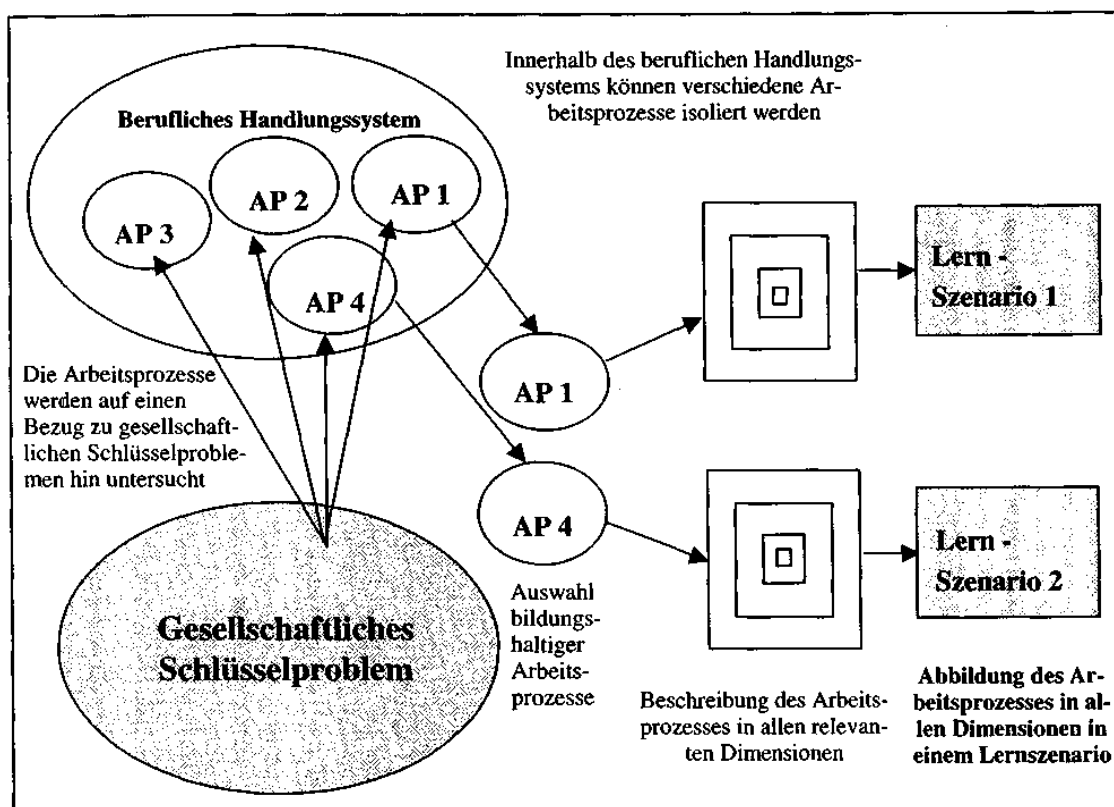 Innerhalb des beruflichen Handlungs-
systems können verschiedene Ar-
beitsprozesse isoliert werden
Berufliches Handlungssystem
AP 3
AP 2
AP 1
AP 4
Die Arbeitsprozesse
werden auf einen
Bezug zu gesellschaft-
lichen Schlüsselproble-
men hin untersucht
Gesellschaftliches
Schlüsselproblem
AP 1
AP 4
Auswahl
bildungs-
haltiger
Arbeits-
prozesse
Beschreibung des Arbeits-
prozesses in allen relevan-
ten Dimensionen
Lern -
Szenario 1
Lern -
Szenario 2
Abbildung des Ar-
beitsprozesses in al-
len Dimensionen in
einem Lernszenario